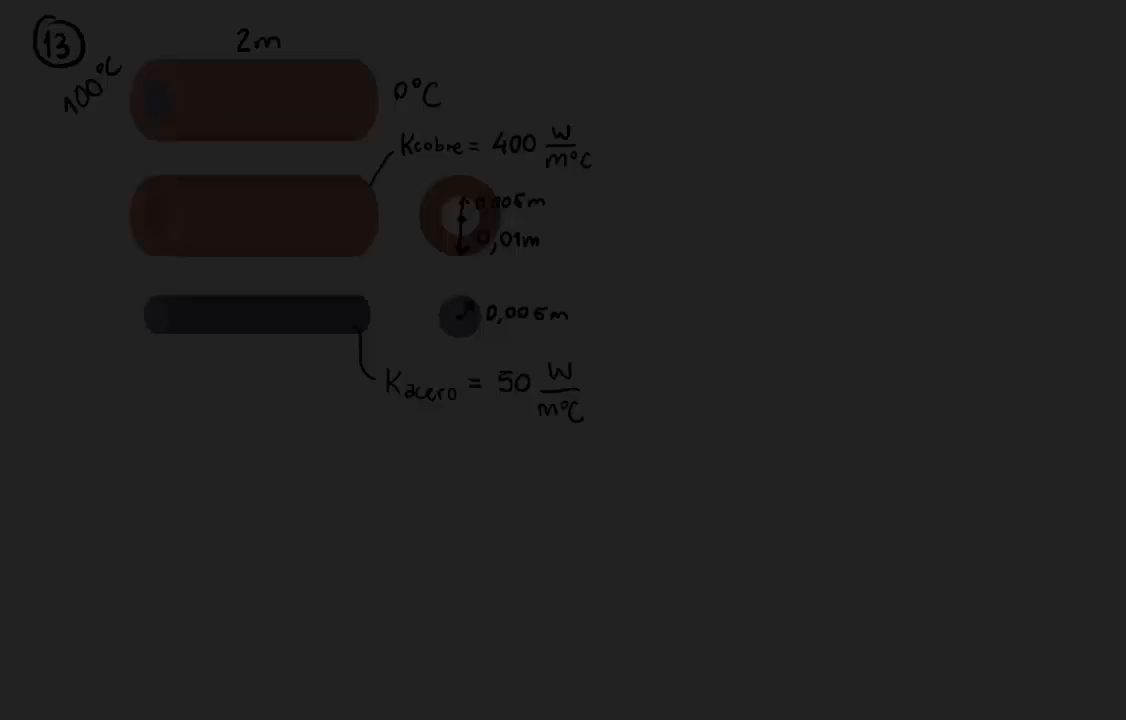 13
2m
100°C
0°C
Kcobre = 400 W/m°C
0,005m
0,01m
0,005m
Kacero = 50 W/m°C